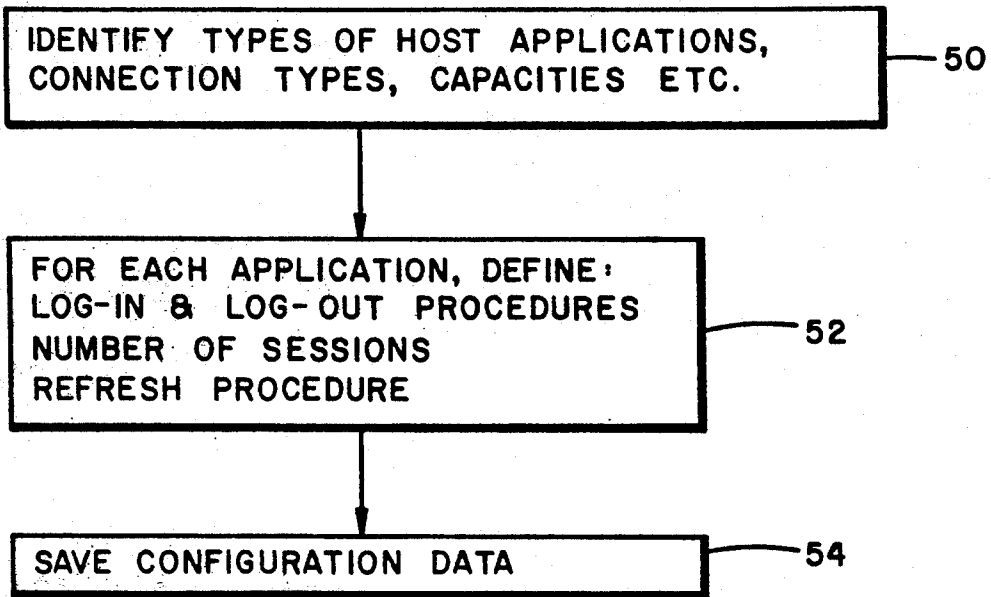 IDENTIFY TYPES OF HOST APPLICATIONS,
CONNECTION TYPES, CAPACITIES ETC.
50
FOR EACH APPLICATION, DEFINE:
LOG-IN & LOG-OUT PROCEDURES
NUMBER OF SESSIONS
REFRESH PROCEDURE
52
SAVE CONFIGURATION DATA
54